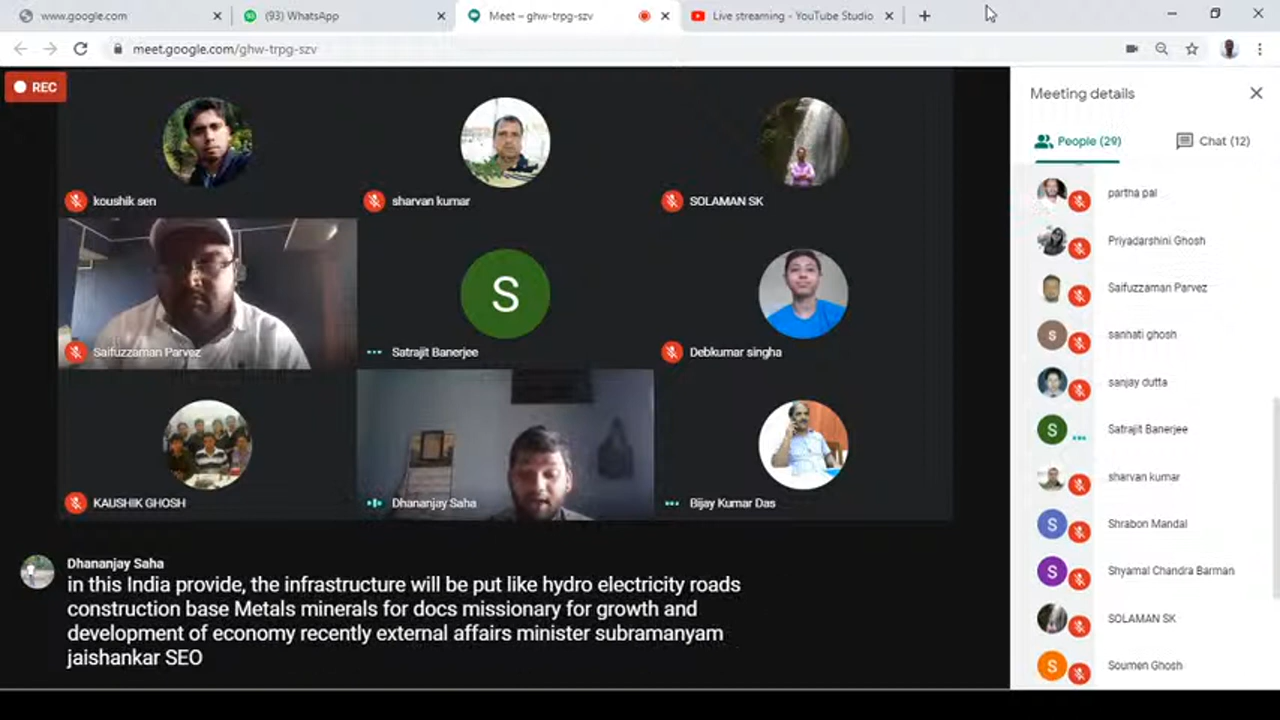 www.google.com
(93) WhatsApp
Meet – ghw-trpg-szv
Live streaming - YouTube Studio
meet.google.com/ghw-trpg-szv
REC
Meeting details
People (29)
Chat (12)
koushik sen
sharvan kumar
SOLAMAN SK
Saifuzzaman Parvez
S
Satrajit Banerjee
Debkumar singha
KAUSHIK GHOSH
Dhananjay Saha
Bijay Kumar Das
partha pal
Priyadarshini Ghosh
Saifuzzaman Parvez
S
sanhati ghosh
sanjay dutta
S
Satrajit Banerjee
sharvan kumar
S
Shrabon Mandal
S
Shyamal Chandra Barman
SOLAMAN SK
S
Soumen Ghosh
Dhananjay Saha
in this India provide, the infrastructure will be put like hydro electricity roads
construction base Metals minerals for docs missionary for growth and
development of economy recently external affairs minister subramanyam
jaishankar SEO